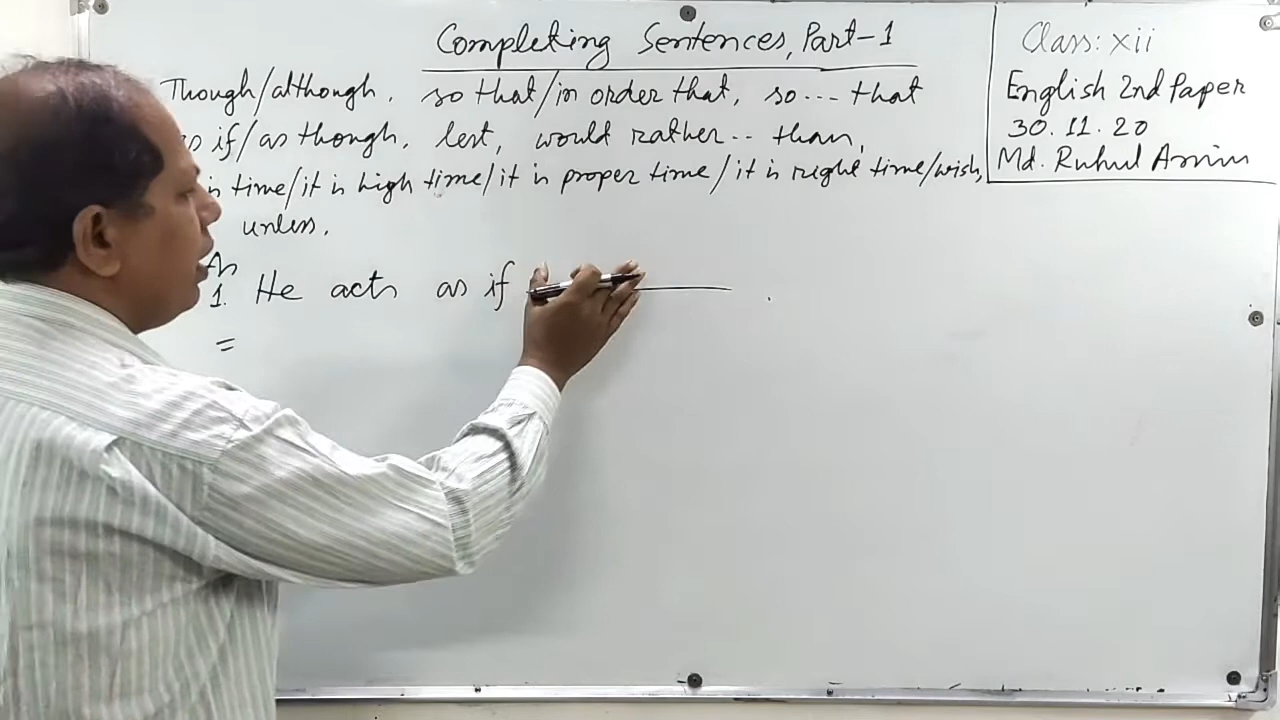 Completing Sentences, Part-1
Though/although, so that/in order that, so... that
if/as though, lest, would rather.. than,
time/it is high time/it is proper time/it is right time/wish,
unless.
Class: xii
English 2nd Paper
30.11.20
Md. Ruhul Amin
1. He acts as if
=